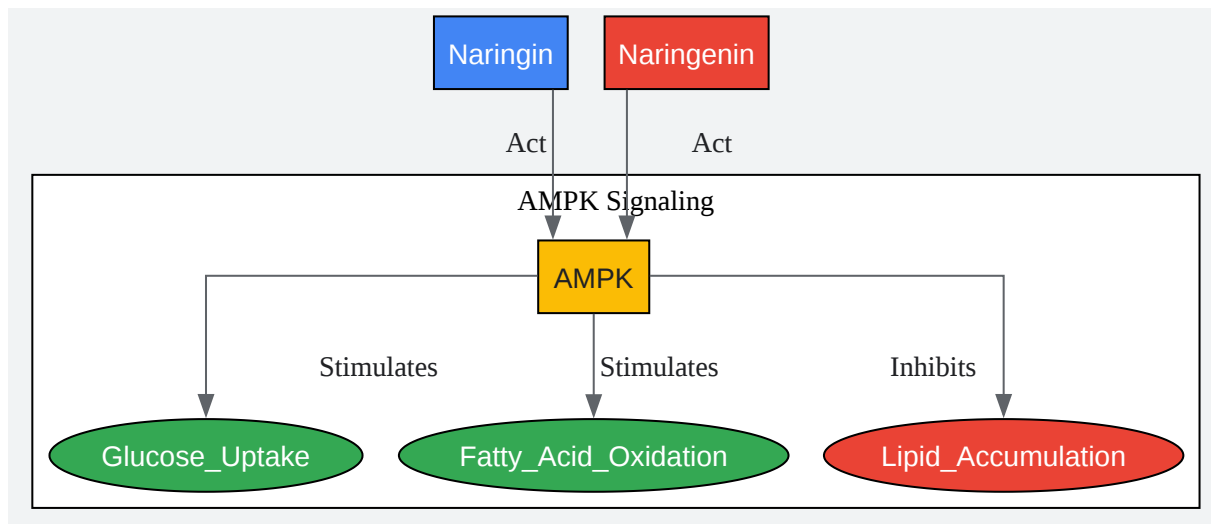 Naringin
Naringenin
Act
Act
AMPK Signaling
AMPK
Stimulates
Stimulates
Inhibits
Glucose_Uptake
Fatty_Acid_Oxidation
Lipid_Accumulation